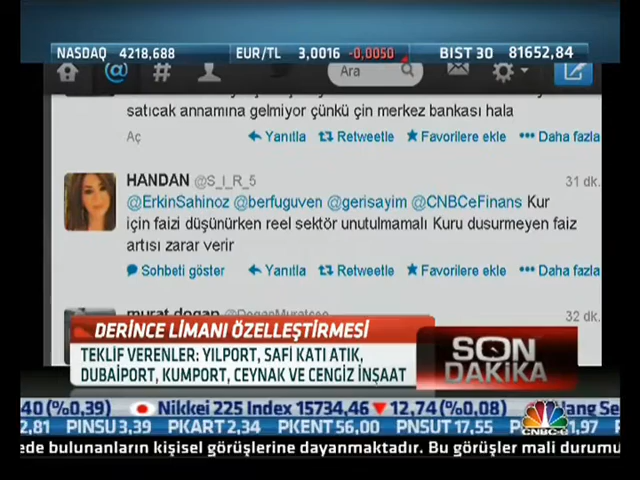 NASDAQ 4218,688 EUR/TL 3,0016 -0,0050 BIST 30 81652,84
Ara
satıcak annamına gelmiyor çünkü çin merkez bankası hala
Aç Yanıtla Retweetle Favorilere ekle Daha fazla
HANDAN @S_I_R_5 31 dk.
@ErkinSahinoz @berfuguven @gerisayim @CNBCeFinans Kur
için faizi düşünürken reel sektör unutulmamalı Kuru dusurmeyen faiz
artısı zarar verir
Sohbeti göster Yanıtla Retweetle Favorilere ekle Daha fazla
murat dogan 32 dk.
DERİNCE LİMANI ÖZELLEŞTİRMESİ
TEKLİF VERENLER: YILPORT, SAFİ KATI ATIK,
DUBAİPORT, KUMPORT, CEYNAK VE CENGİZ İNŞAAT
SON
DAKİKA
40 (%0,39) Nikkei 225 Index 15734,46 12,74 (%0,08) Hang Se
2,81 PINSU 3,39 PKART 2,34 PKENT 56,00 PNSUT 17,55 1,97 PRKAB
CNBC-e
ede bulunanların kişisel görüşlerine dayanmaktadır. Bu görüşler mali durumu